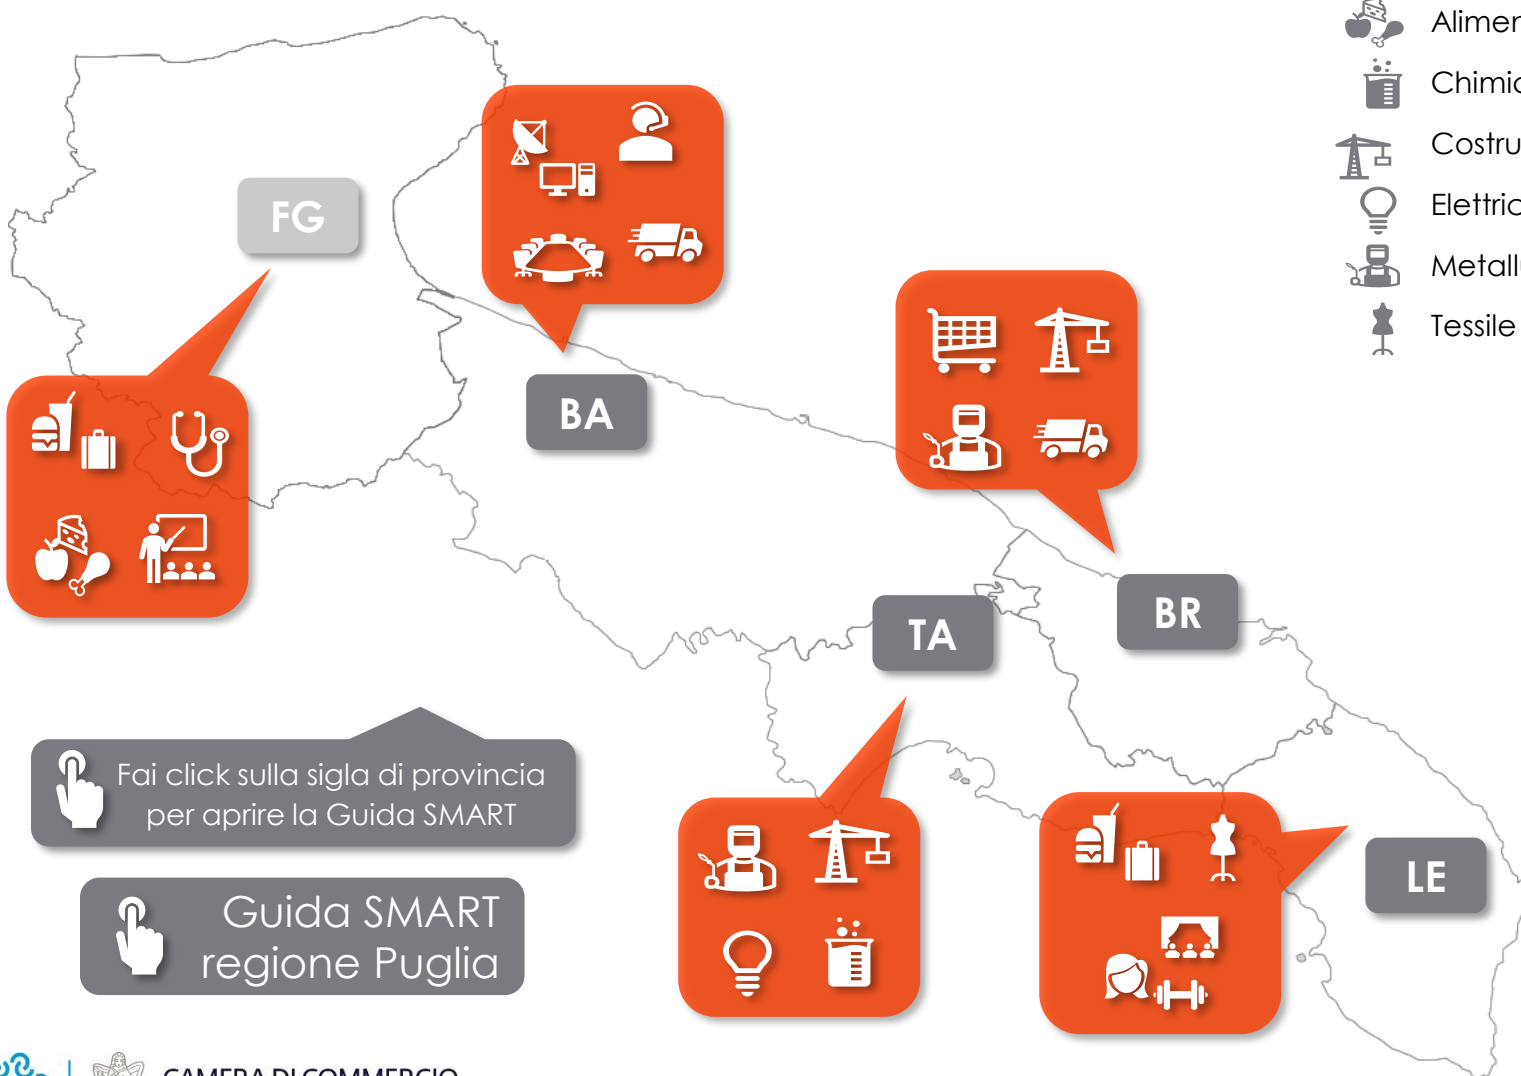 Chimic
Costru
Elettric
Metall
Tessile
FG
BA
BR
TA
LE
Fai click sulla sigla di provincia
per aprire la Guida SMART
Guida SMART
regione Puglia
CAMERA DI COMMERCIO